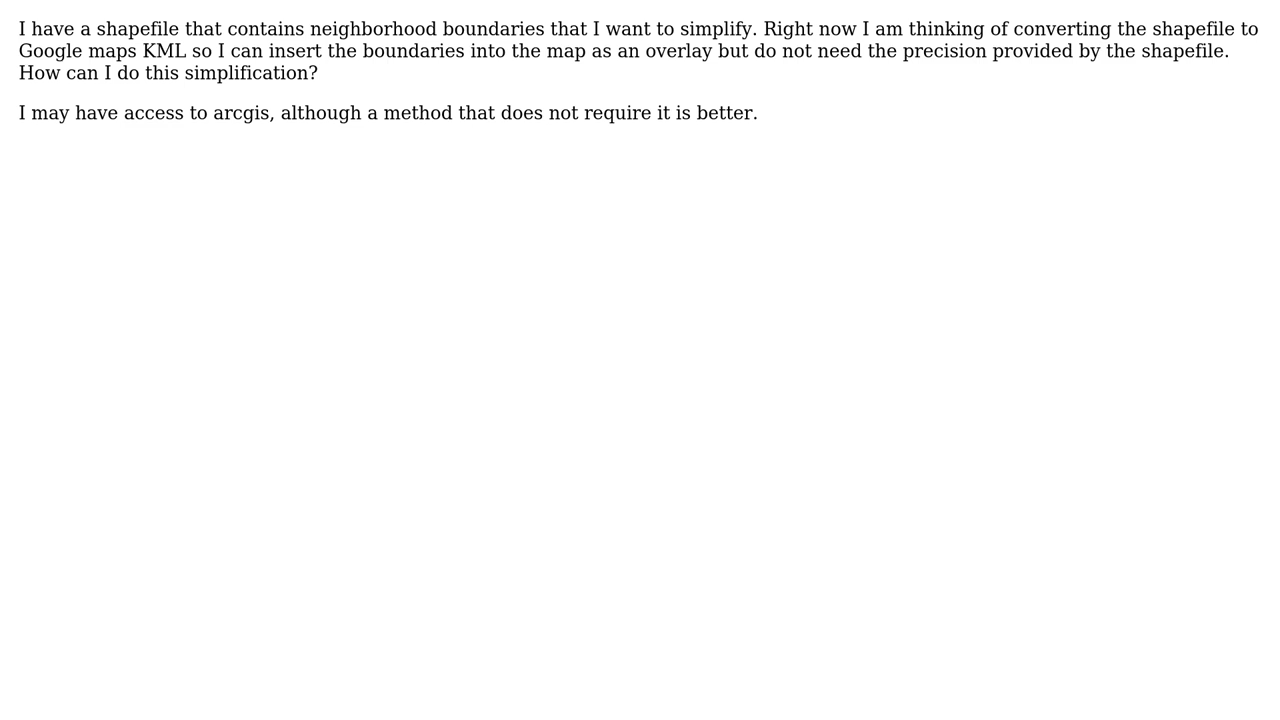 I have a shapefile that contains neighborhood boundaries that I want to simplify. Right now I am thinking of converting the shapefile to
Google maps KML so I can insert the boundaries into the map as an overlay but do not need the precision provided by the shapefile.
How can I do this simplification?
I may have access to arcgis, although a method that does not require it is better.